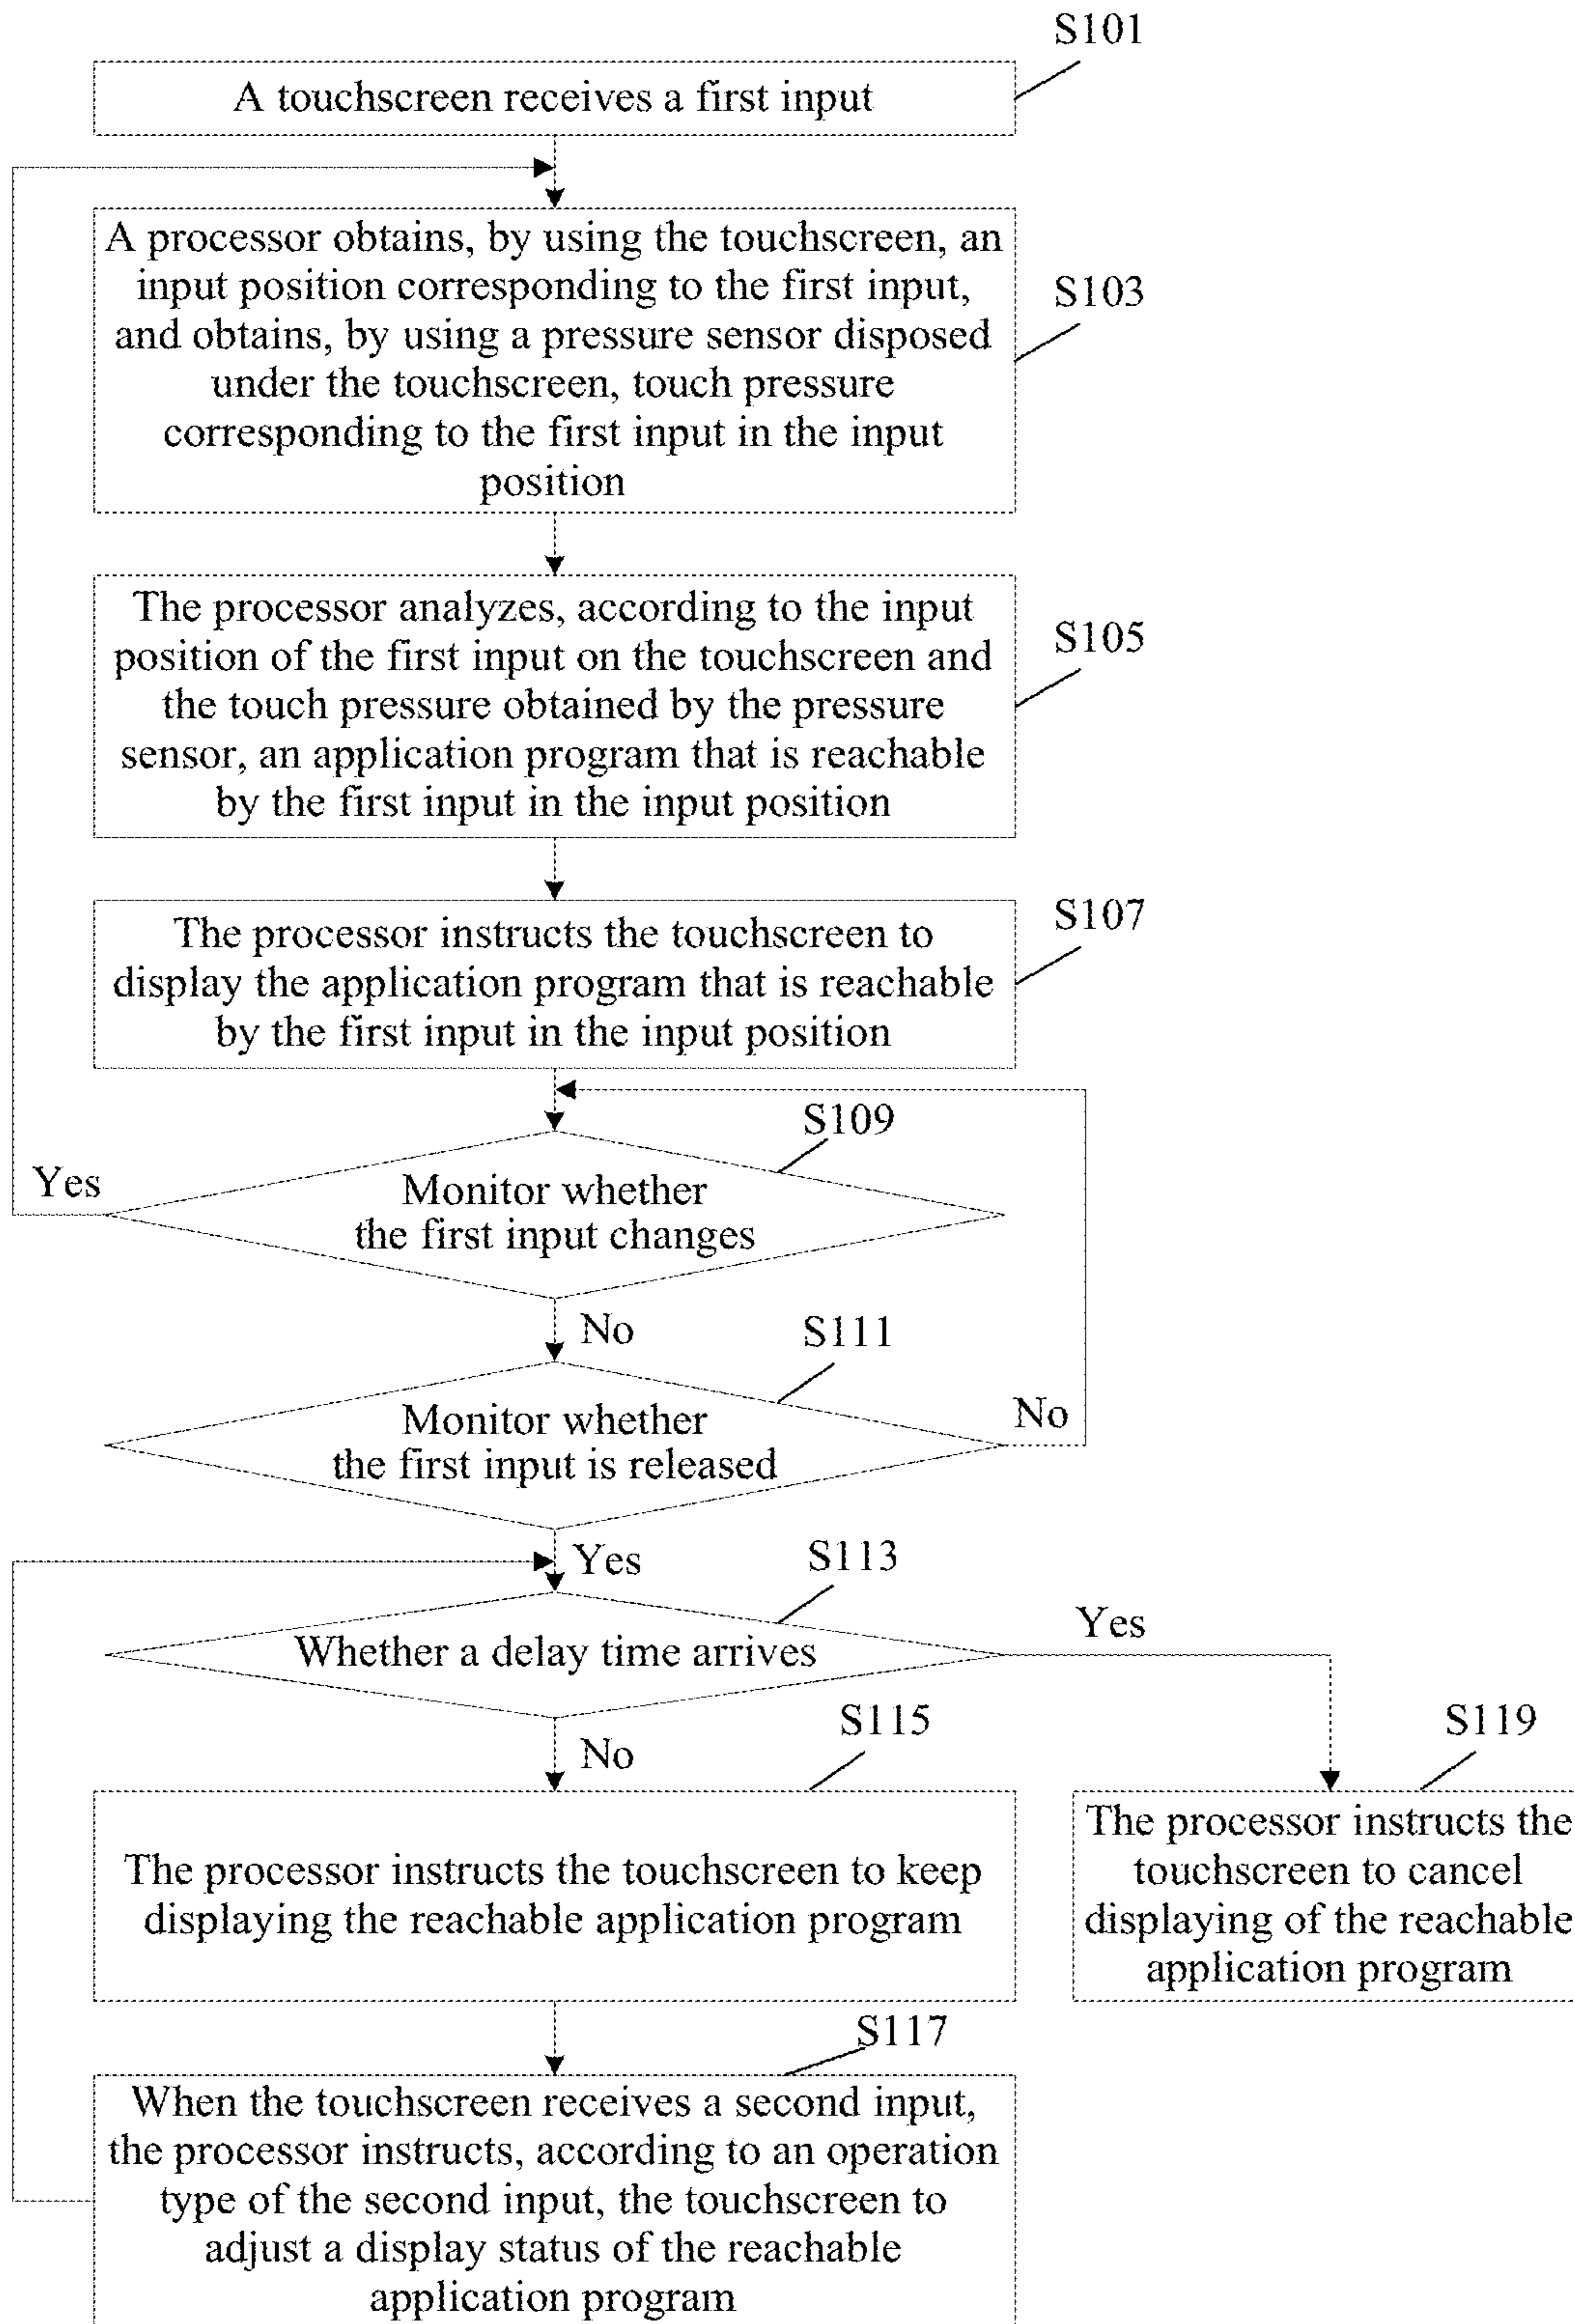 S101
A touchscreen receives a first input
A processor obtains, by using the touchscreen, an
input position corresponding to the first input,
and obtains, by using a pressure sensor disposed
under the touchscreen, touch pressure
corresponding to the first input in the input
position
S103
The processor analyzes, according to the input
position of the first input on the touchscreen and
the touch pressure obtained by the pressure
sensor, an application program that is reachable
by the first input in the input position
S105
The processor instructs the touchscreen to
display the application program that is reachable
by the first input in the input position
S107
S109
Yes
Monitor whether
the first input changes
No
S111
Monitor whether
the first input is released
No
Yes
S113
Whether a delay time arrives
Yes
No
S115
The processor instructs the touchscreen to keep
displaying the reachable application program
S119
The processor instructs the
touchscreen to cancel
displaying of the reachable
application program
S117
When the touchscreen receives a second input,
the processor instructs, according to an operation
type of the second input, the touchscreen to
adjust a display status of the reachable
application program